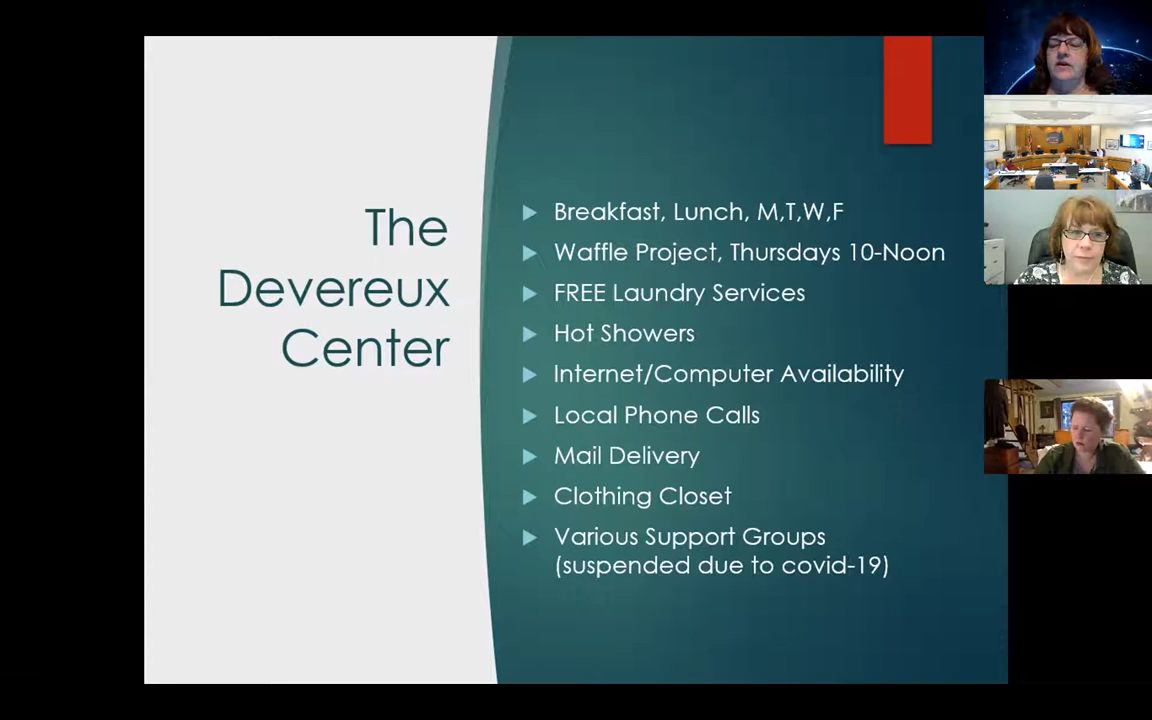 The
Devereux
Center
Breakfast, Lunch, M,T,W,F
Waffle Project, Thursdays 10-Noon
FREE Laundry Services
Hot Showers
Internet/Computer Availability
Local Phone Calls
Mail Delivery
Clothing Closet
Various Support Groups
(suspended due to covid-19)